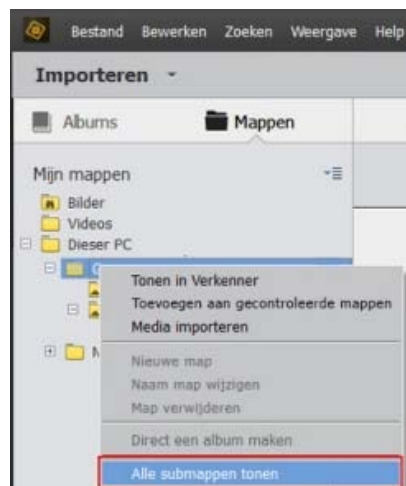 Bestand Bewerken Zoeken Weergave Help
Importeren
Albums Mappen
Mijn mappen
Bilder
Videos
Dieser PC
Tonen in Verkenner
Toevoegen aan gecontroleerde mappen
Media importeren
Nieuwe map
Naam map wijzigen
Map verwijderen
Direct een album maken
Alle submappen tonen